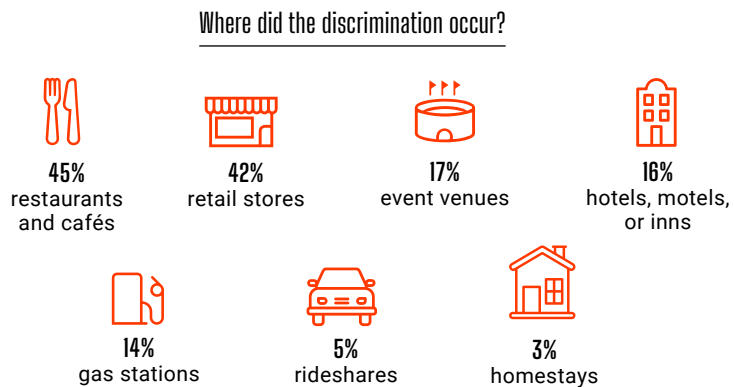 Where did the discrimination occur?
45%
restaurants
and cafés
42%
retail stores
17%
event venues
16%
hotels, motels,
or inns
14%
gas stations
5%
rideshares
3%
homestays